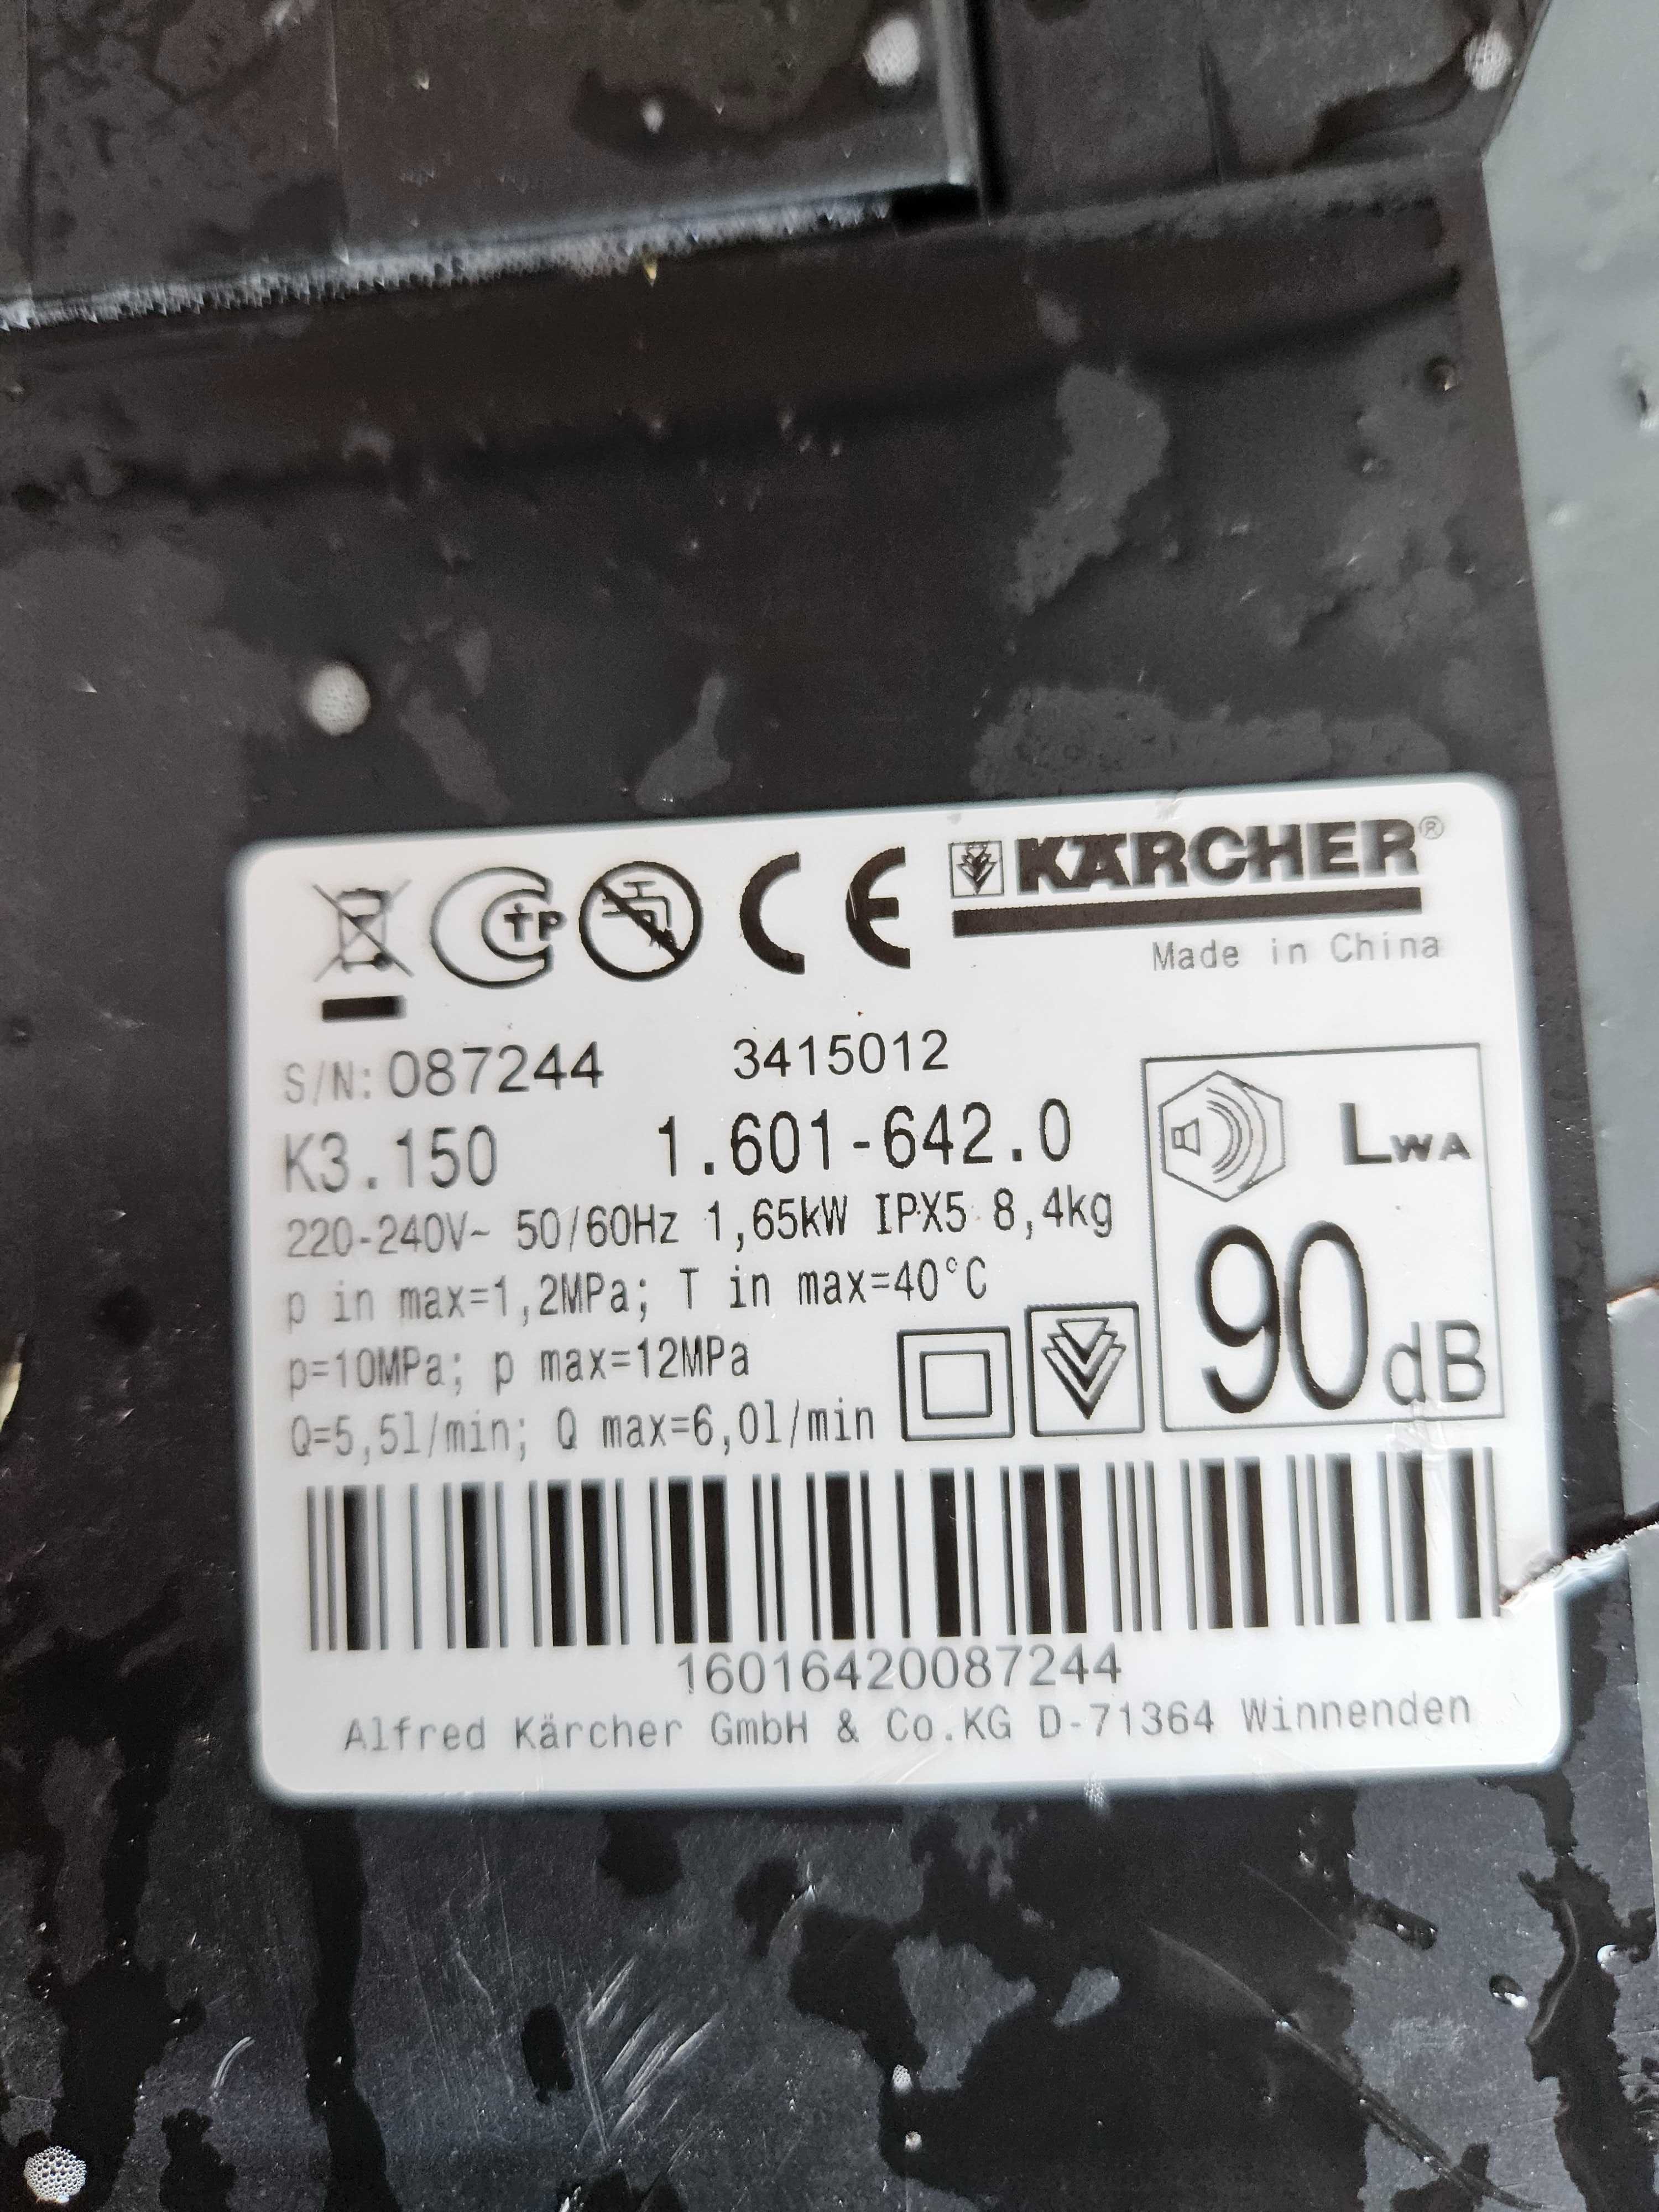 KÄRCHER®
Made in China
S/N: 087244 3415012
K3.150 1.601-642.0
220-240V~ 50/60Hz 1,65kW IPX5 8,4kg
p in max=1,2MPa; T in max=40°C
p=10MPa; p max=12MPa
Q=5,5l/min; Q max=6,0l/min
LWA
90 dB
16016420087244
Alfred Kärcher GmbH & Co.KG D-71364 Winnenden